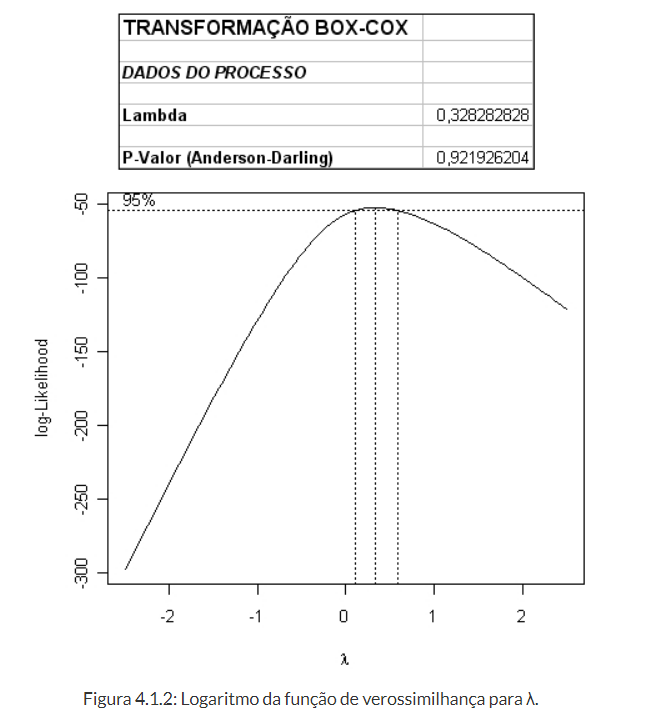 TRANSFORMAÇÃO BOX-COX
DADOS DO PROCESSO
Lambda 0,328282828
P-Valor (Anderson-Darling) 0,921926204
95%
-50
-100
-150
-200
-250
-300
log-Likelihood
-2 -1 0 1 2
λ
Figura 4.1.2: Logaritmo da função de verossimilhança para λ.